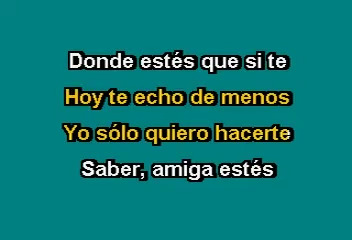 Donde estés que si te
Hoy te echo de menos
Yo sólo quiero hacerte
Saber, amiga estés